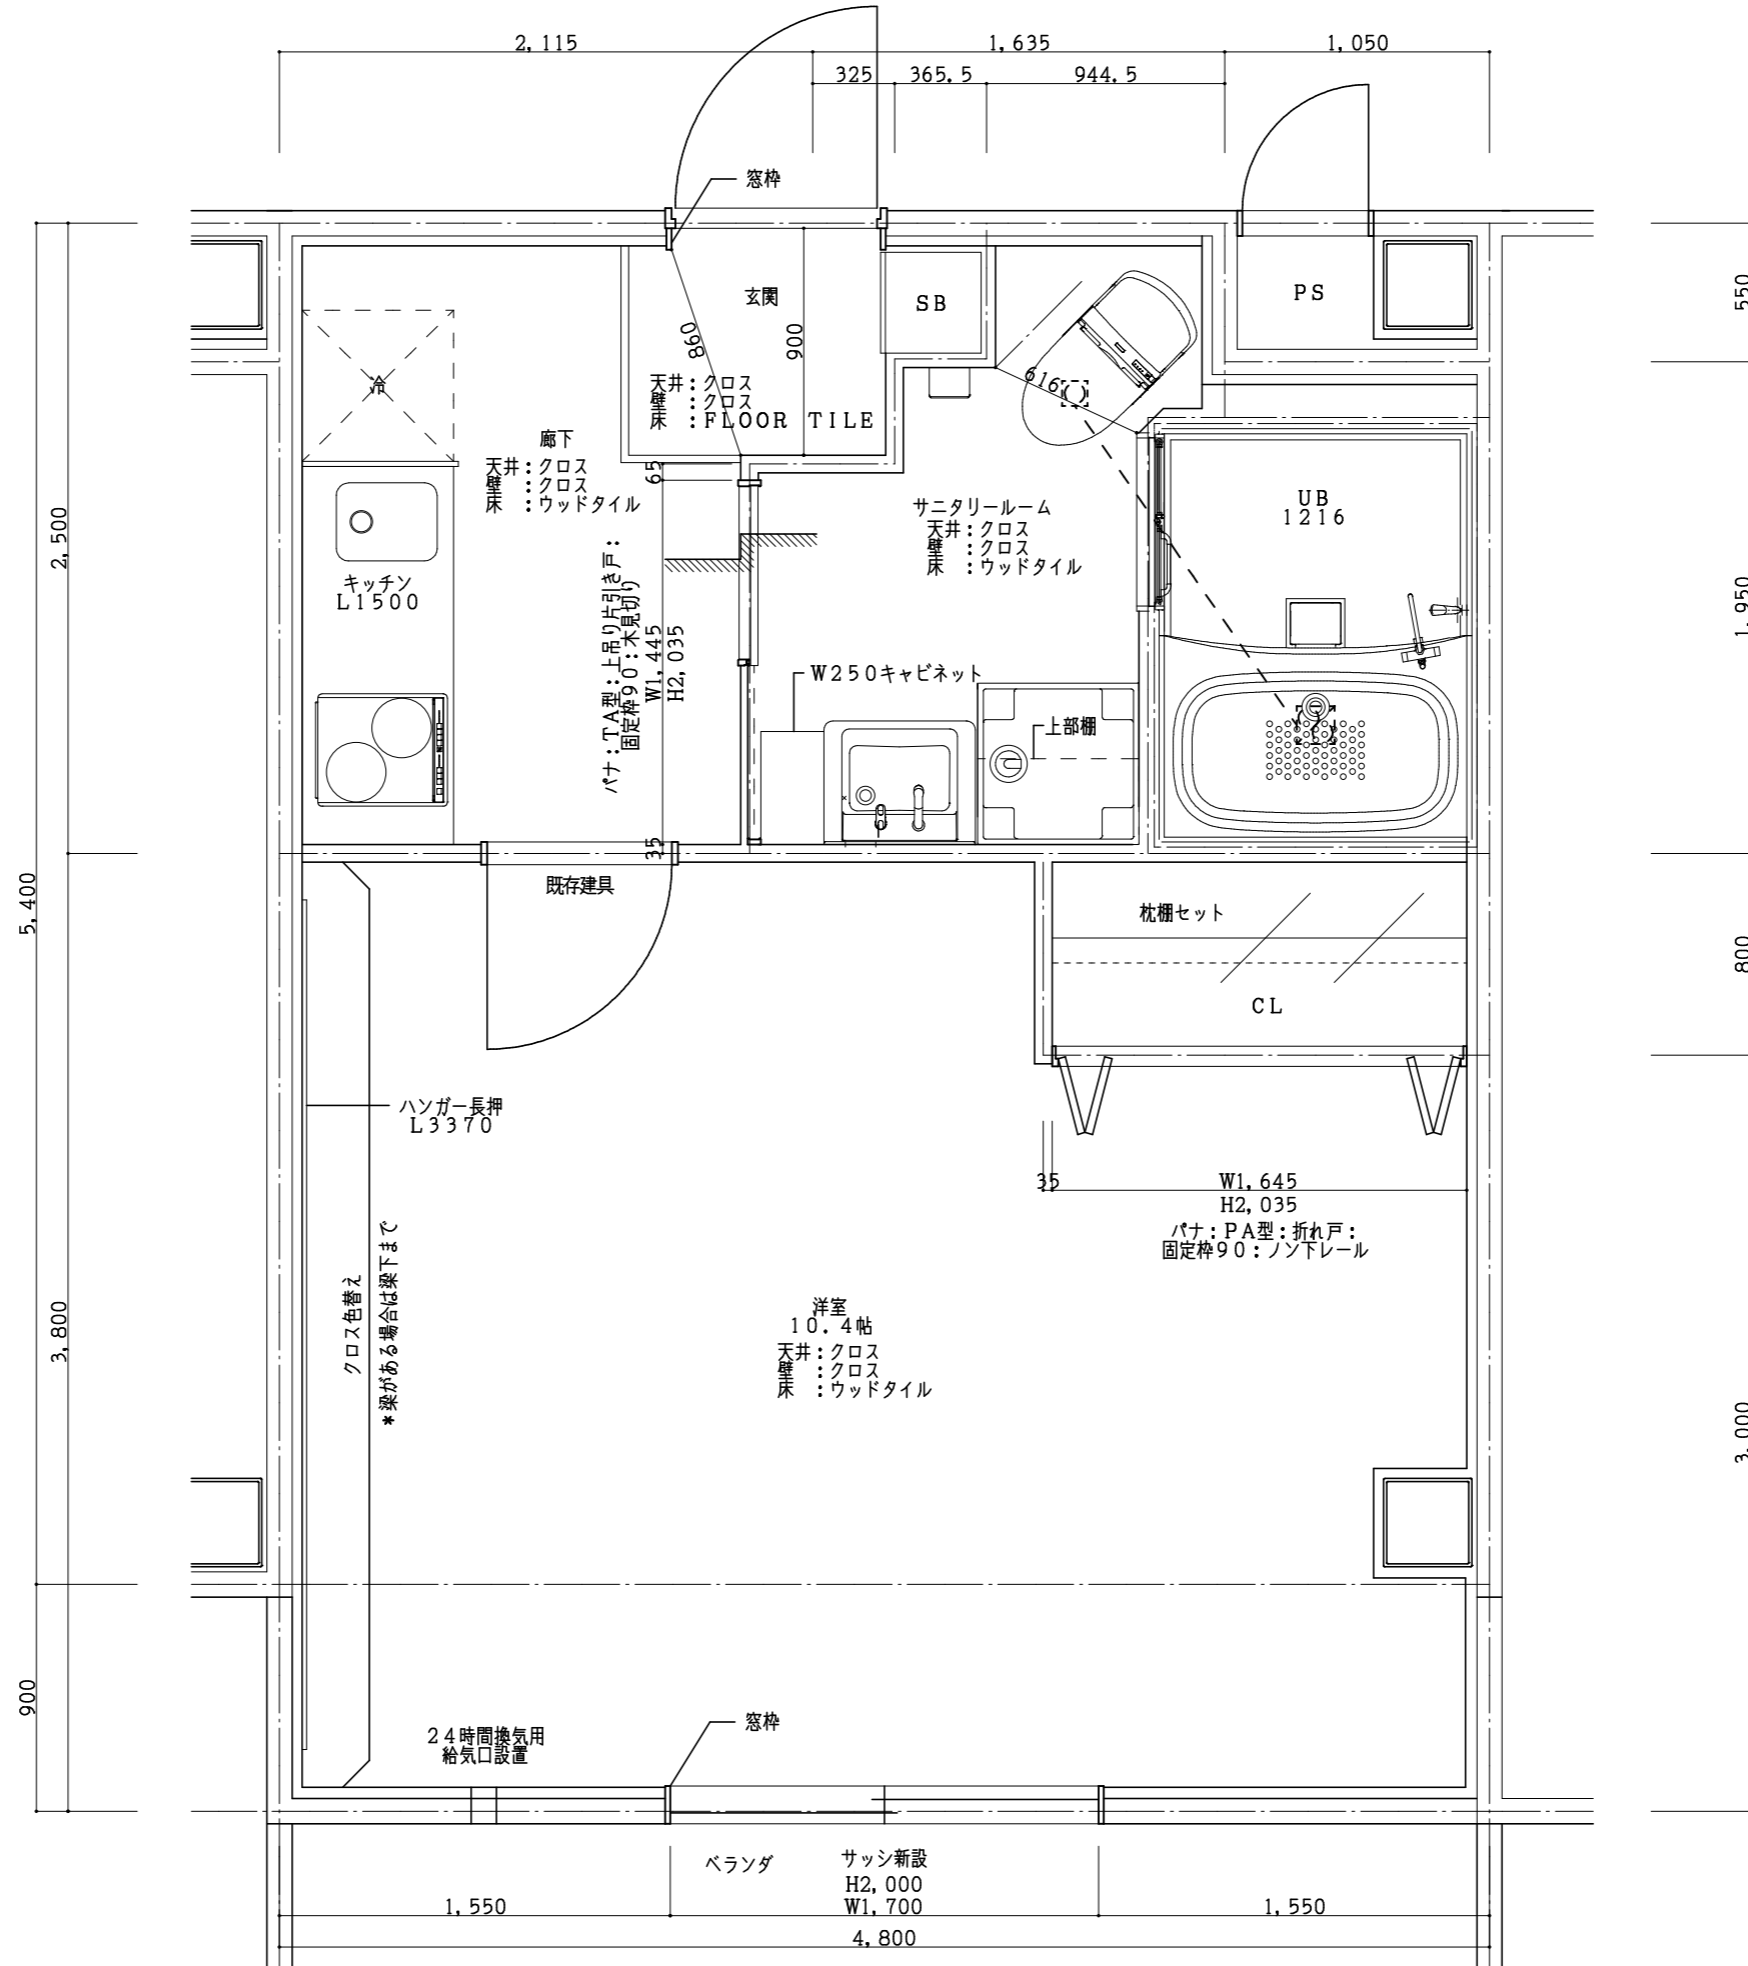 2,115
1,635
1,050
325
365.5
944.5
窓枠
玄関
SB
PS
550
860
900
616
天井：クロス
壁　：クロス
床　：FLOOR TILE
冷
廊下
天井：クロス
壁　：クロス
床　：ウッドタイル
65
サニタリールーム
天井：クロス
壁　：クロス
床　：ウッドタイル
UB
1216
2,500
キッチン
L1500
パナ：TA型：上吊り片引き戸：
固定枠90：木見切り
W1,445
H2,035
1,950
W250キャビネット
上部棚
35
既存建具
5,400
枕棚セット
800
CL
ハンガー長押
L3370
35
W1,645
H2,035
パナ：PA型：折れ戸：
固定枠90：ノン下レール
クロス色替え
*梁がある場合は梁下まで
3,800
洋室
10.4帖
天井：クロス
壁　：クロス
床　：ウッドタイル
3,000
900
24時間換気用
給気口設置
窓枠
ベランダ
サッシ新設
H2,000
W1,700
1,550
1,550
4,800